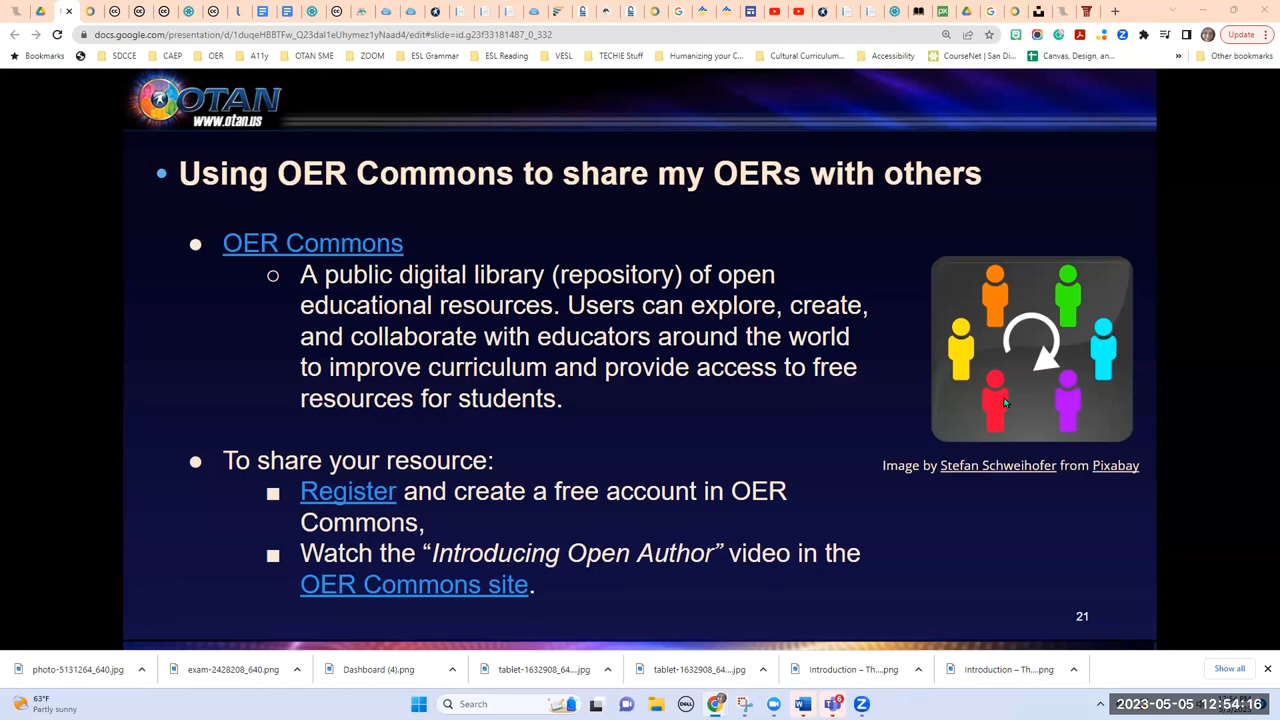 docs.google.com/presentation/d/1duqeHBBTFw_Q23dal1eUhymez1yNaad4/edit#slide=id.g23f33181487_0_332
Update
Bookmarks
SDCCE
CAEP
OER
A11y
OTAN SME
ZOOM
ESL Grammar
ESL Reading
VESL
TECHIE Stuff
Humanizing your C...
Cultural Curriculum...
Accessibility
CourseNet (San Di...
Canvas, Design, an...
»
Other bookmarks
OTAN
www.otan.us
• Using OER Commons to share my OERs with others
● OER Commons
○ A public digital library (repository) of open
educational resources. Users can explore, create,
and collaborate with educators around the world
to improve curriculum and provide access to free
resources for students.
Image by Stefan Schweihofer from Pixabay
● To share your resource:
■ Register and create a free account in OER
Commons,
■ Watch the “Introducing Open Author” video in the
OER Commons site.
21
photo-5131264_640.jpg
exam-2428208_640.png
Dashboard (4).png
tablet-1632908_64....jpg
tablet-1632908_64....jpg
Introduction – Th....png
Introduction – Th....png
Show all
63°F
Partly sunny
Search
DELL
6
2023-05-05 12:54:16